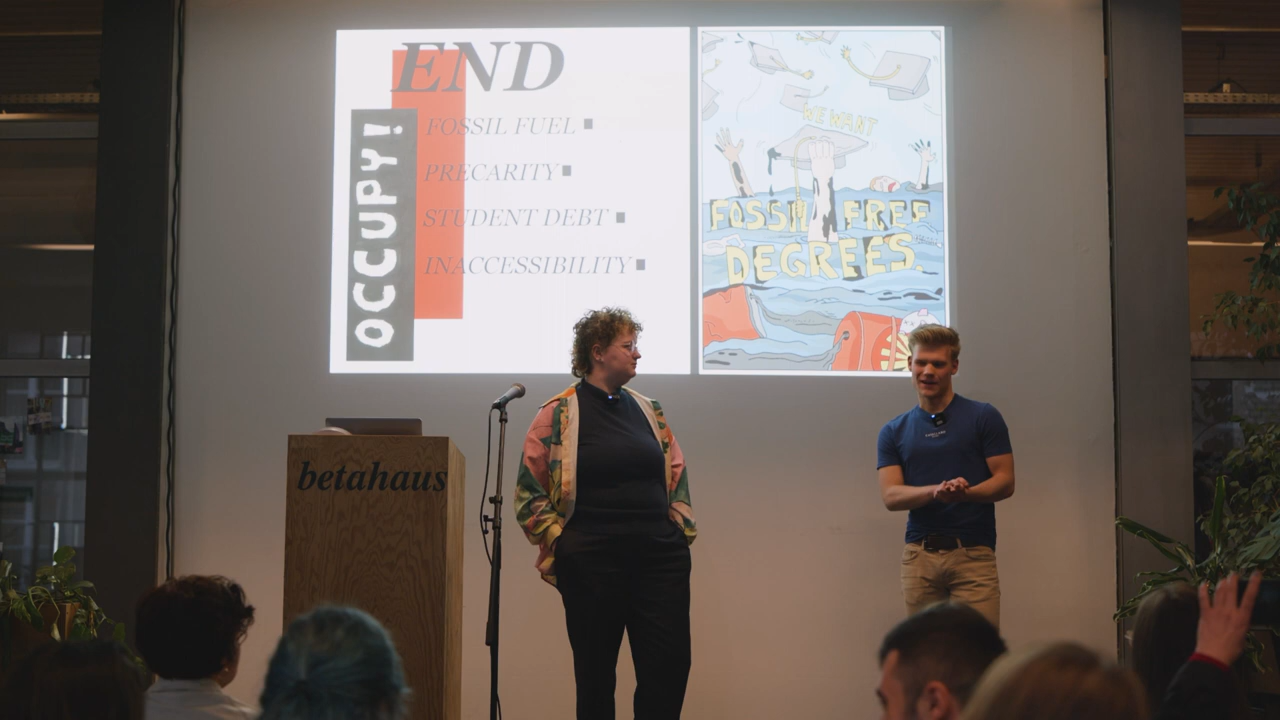 END
OCCUPY!
FOSSIL FUEL
PRECARITY
STUDENT DEBT
INACCESSIBILITY
WE WANT
FOSSIL FREE
DEGREES.
betahaus